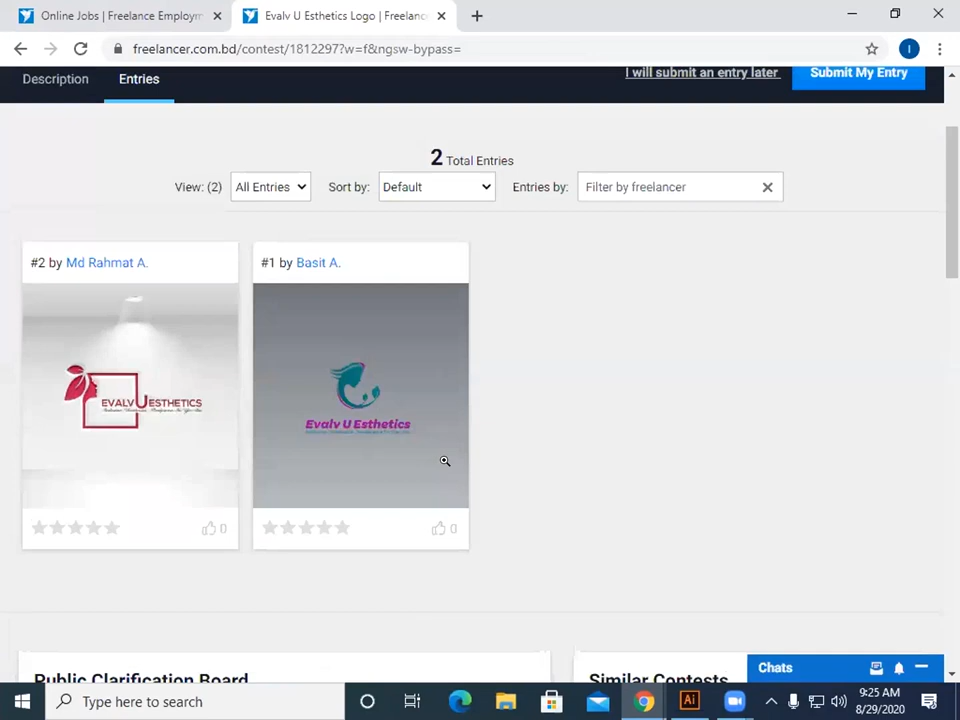 Online Jobs | Freelance Employm
Evalv U Esthetics Logo | Freelanc
freelancer.com.bd/contest/1812297?w=f&ngsw-bypass=
Description
Entries
I will submit an entry later
Submit My Entry
2 Total Entries
View: (2)
All Entries
Sort by:
Default
Entries by:
Filter by freelancer
#2 by Md Rahmat A.
#1 by Basit A.
EVALV U ESTHETICS
Evalv U Esthetics
0
0
Public Clarification Board
Similar Contests
Chats
Type here to search
Ai
9:25 AM
8/29/2020